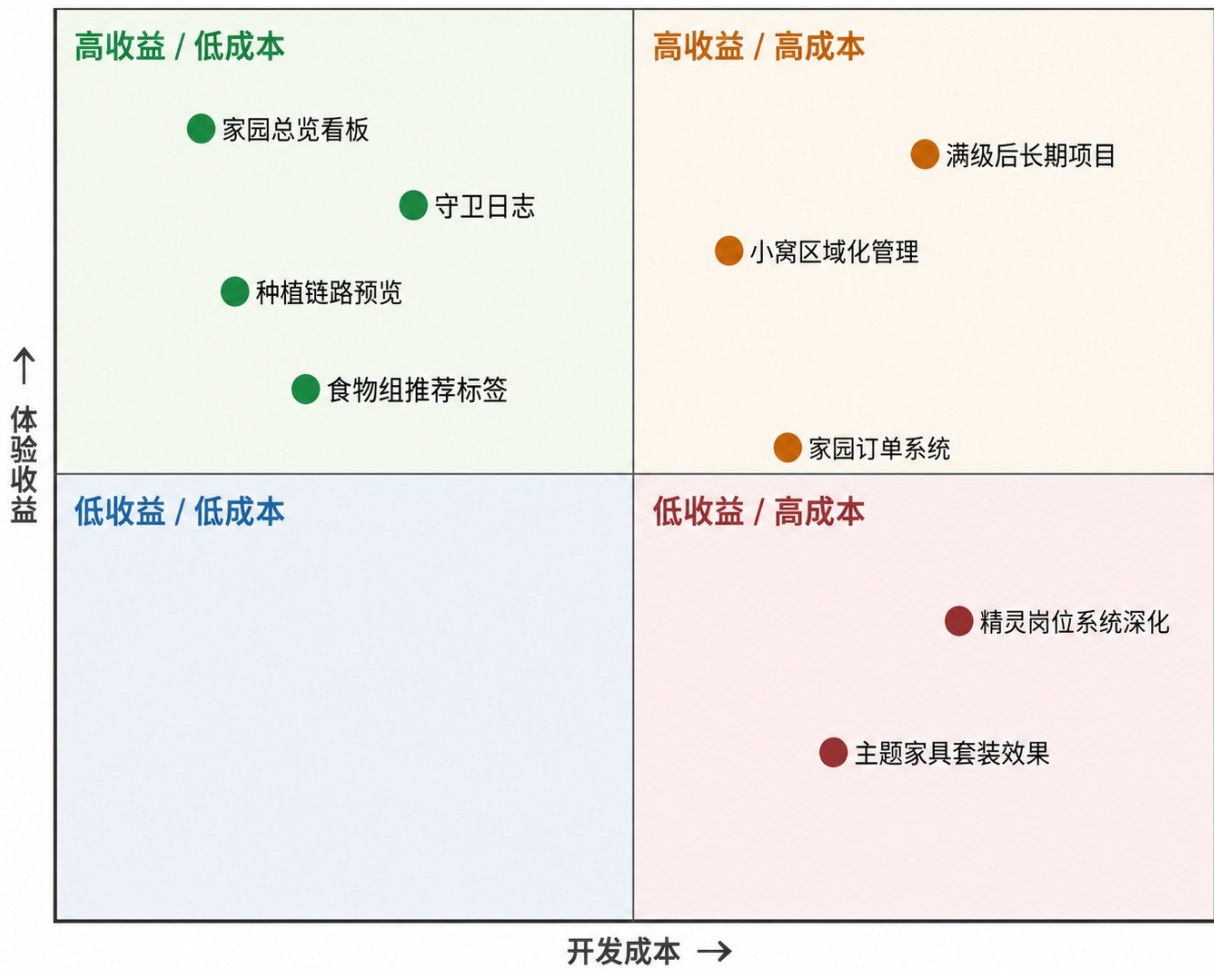 高收益 / 低成本
高收益 / 高成本
家园总览看板
满级后长期项目
守卫日志
小窝区域化管理
种植链路预览
食物组推荐标签
家园订单系统
↑ 体验收益
低收益 / 低成本
低收益 / 高成本
精灵岗位系统深化
主题家具套装效果
开发成本 →